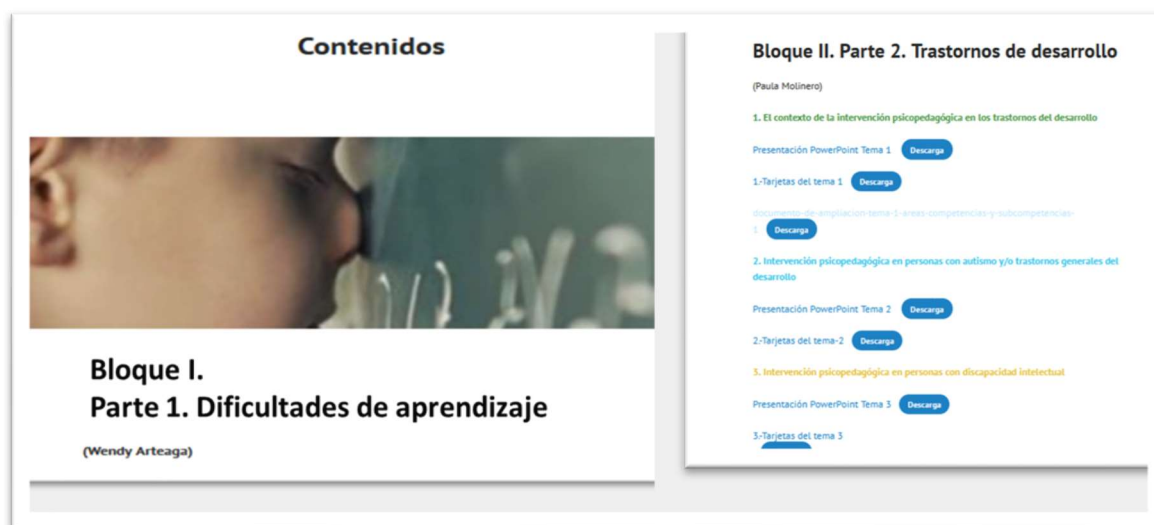 Contenidos
Bloque I.
Parte 1. Dificultades de aprendizaje
(Wendy Arteaga)
Bloque II. Parte 2. Trastornos de desarrollo
(Paula Molinero)
1. El contexto de la intervención psicopedagógica en los trastornos del desarrollo
Presentación PowerPoint Tema 1 Descarga
1.-Tarjetas del tema 1 Descarga
documento-de-ampliacion-tema-1-areas-competencies-y-subcompetencies-
1 Descarga
2. Intervención psicopedagógica en personas con autismo y/o trastornos generales del
desarrollo
Presentación PowerPoint Tema 2 Descarga
2.-Tarjetas del tema-2 Descarga
3. Intervención psicopedagógica en personas con discapacidad intelectual
Presentación PowerPoint Tema 3 Descarga
3.-Tarjetas del tema 3